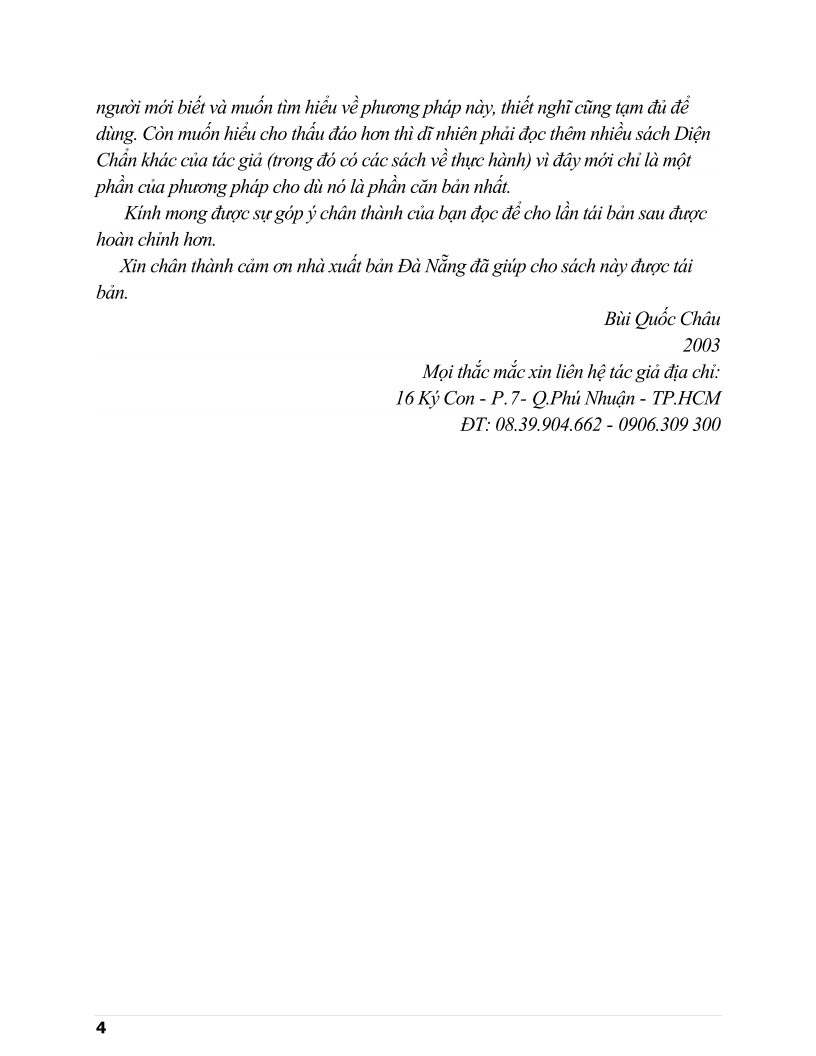 người mới biết và muốn tìm hiểu về phương pháp này, thiết nghĩ cũng tạm đủ để
dùng. Còn muốn hiểu cho thấu đáo hơn thì dĩ nhiên phải đọc thêm nhiều sách Diện
Chẩn khác của tác giả (trong đó có các sách về thực hành) vì đây mới chỉ là một
phần của phương pháp cho dù nó là phần căn bản nhất.
Kính mong được sự góp ý chân thành của bạn đọc để cho lần tái bản sau được
hoàn chỉnh hơn.
Xin chân thành cảm ơn nhà xuất bản Đà Nẵng đã giúp cho sách này được tái
bản.
Bùi Quốc Châu
2003
Mọi thắc mắc xin liên hệ tác giả địa chỉ:
16 Ký Con - P.7- Q.Phú Nhuận - TP.HCM
ĐT: 08.39.904.662 - 0906.309 300
4